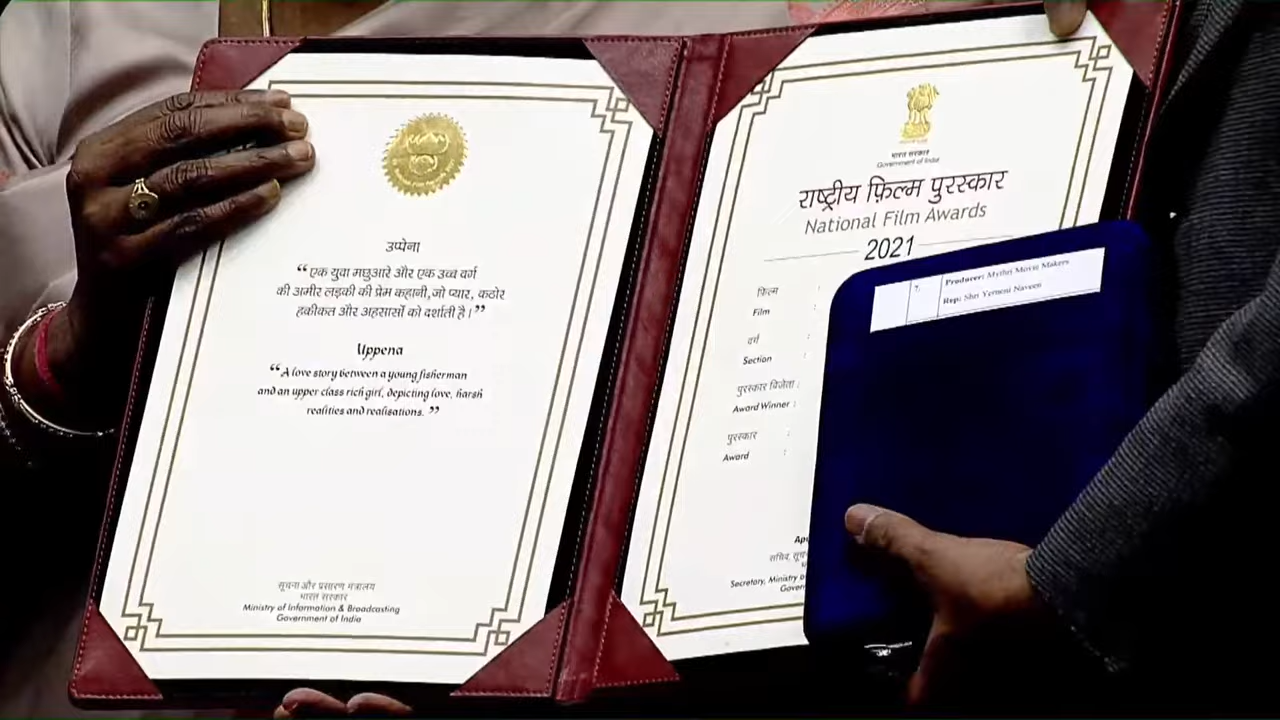 उप्पेना
“एक युवा मछुआरे और एक उच्च वर्ग
की अमीर लड़की की प्रेम कहानी,जो प्यार, कठोर
हकीकत और अहसासों को दर्शाती है।”
Uppena
“A love story between a young fisherman
and an upper class rich girl, depicting love, harsh
realities and realisations. ”
सूचना और प्रसारण मंत्रालय
भारत सरकार
Ministry of Information & Broadcasting
Government of India
भारत सरकार
Government of India
राष्ट्रीय फ़िल्म पुरस्कार
National Film Awards
2021
7. Producer: Mythri Movie Makers
Rep: Shri Yerneni Naveen
फ़िल्म :
Film
वर्ग :
Section
पुरस्कार विजेता :
Award Winner :
पुरस्कार :
Award :
सचिव,
Secretary, Ministry